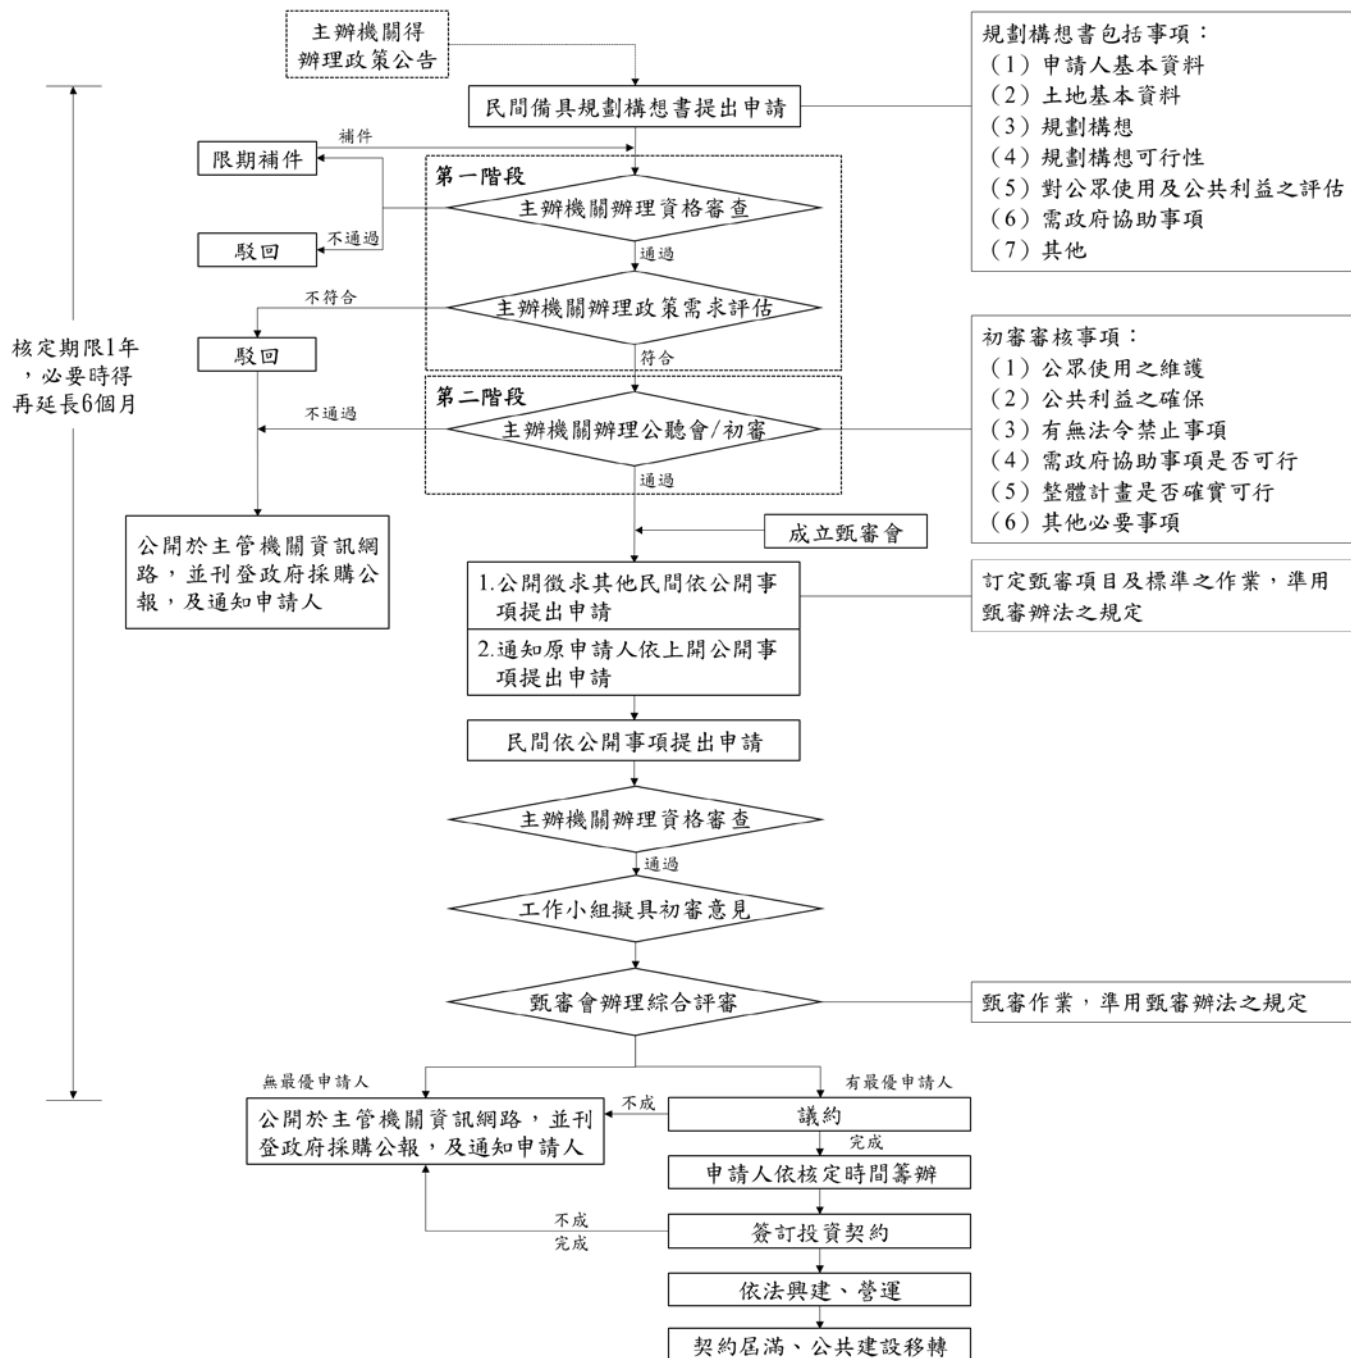 主辦機關得
辦理政策公告
規劃構想書包括事項：
（1）申請人基本資料
（2）土地基本資料
（3）規劃構想
（4）規劃構想可行性
（5）對公眾使用及公共利益之評估
（6）需政府協助事項
（7）其他
民間備具規劃構想書提出申請
補件
限期補件
第一階段
主辦機關辦理資格審查
不通過
駁回
通過
主辦機關辦理政策需求評估
不符合
駁回
符合
核定期限1年
，必要時得
再延長6個月
初審審核事項：
（1）公眾使用之維護
（2）公共利益之確保
（3）有無法令禁止事項
（4）需政府協助事項是否可行
（5）整體計畫是否確實可行
（6）其他必要事項
第二階段
不通過
主辦機關辦理公聽會/初審
通過
成立甄審會
公開於主管機關資訊網
路，並刊登政府採購公
報，及通知申請人
1.公開徵求其他民間依公開事
項提出申請
2.通知原申請人依上開公開事
項提出申請
訂定甄審項目及標準之作業，準用
甄審辦法之規定
民間依公開事項提出申請
主辦機關辦理資格審查
通過
工作小組擬具初審意見
甄審會辦理綜合評審
甄審作業，準用甄審辦法之規定
無最優申請人
有最優申請人
公開於主管機關資訊網路，並刊
登政府採購公報，及通知申請人
不成
議約
完成
申請人依核定時間籌辦
不成
完成
簽訂投資契約
依法興建、營運
契約屆滿、公共建設移轉